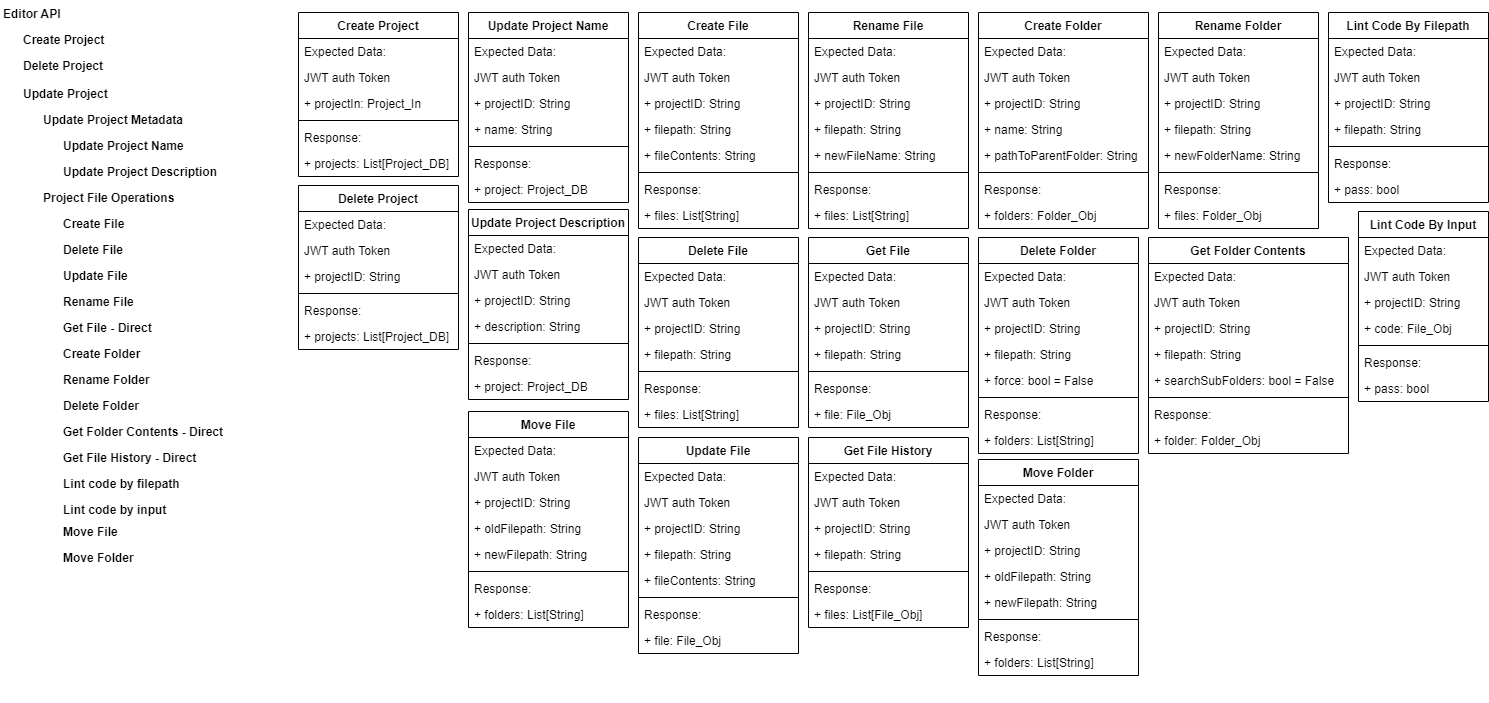 Editor API
Create Project
Delete Project
Update Project
Update Project Metadata
Update Project Name
Update Project Description
Project File Operations
Create File
Delete File
Update File
Rename File
Get File - Direct
Create Folder
Rename Folder
Delete Folder
Get Folder Contents - Direct
Get File History - Direct
Lint code by filepath
Lint code by input
Move File
Move Folder
Create Project
Expected Data:
JWT auth Token
+ projectIn: Project_In
Response:
+ projects: List[Project_DB]
Delete Project
Expected Data:
JWT auth Token
+ projectID: String
Response:
+ projects: List[Project_DB]
Update Project Name
Expected Data:
JWT auth Token
+ projectID: String
+ name: String
Response:
+ project: Project_DB
Update Project Description
Expected Data:
JWT auth Token
+ projectID: String
+ description: String
Response:
+ project: Project_DB
Move File
Expected Data:
JWT auth Token
+ projectID: String
+ oldFilepath: String
+ newFilepath: String
Response:
+ folders: List[String]
Create File
Expected Data:
JWT auth Token
+ projectID: String
+ filepath: String
+ fileContents: String
Response:
+ files: List[String]
Delete File
Expected Data:
JWT auth Token
+ projectID: String
+ filepath: String
Response:
+ files: List[String]
Update File
Expected Data:
JWT auth Token
+ projectID: String
+ filepath: String
+ fileContents: String
Response:
+ file: File_Obj
Rename File
Expected Data:
JWT auth Token
+ projectID: String
+ filepath: String
+ newFileName: String
Response:
+ files: List[String]
Get File
Expected Data:
JWT auth Token
+ projectID: String
+ filepath: String
Response:
+ file: File_Obj
Get File History
Expected Data:
JWT auth Token
+ projectID: String
+ filepath: String
Response:
+ files: List[File_Obj]
Create Folder
Expected Data:
JWT auth Token
+ projectID: String
+ name: String
+ pathToParentFolder: String
Response:
+ folders: Folder_Obj
Delete Folder
Expected Data:
JWT auth Token
+ projectID: String
+ filepath: String
+ force: bool = False
Response:
+ folders: List[String]
Move Folder
Expected Data:
JWT auth Token
+ projectID: String
+ oldFilepath: String
+ newFilepath: String
Response:
+ folders: List[String]
Rename Folder
Expected Data:
JWT auth Token
+ projectID: String
+ filepath: String
+ newFolderName: String
Response:
+ files: Folder_Obj
Get Folder Contents
Expected Data:
JWT auth Token
+ projectID: String
+ filepath: String
+ searchSubFolders: bool = False
Response:
+ folder: Folder_Obj
Lint Code By Filepath
Expected Data:
JWT auth Token
+ projectID: String
+ filepath: String
Response:
+ pass: bool
Lint Code By Input
Expected Data:
JWT auth Token
+ projectID: String
+ code: File_Obj
Response:
+ pass: bool